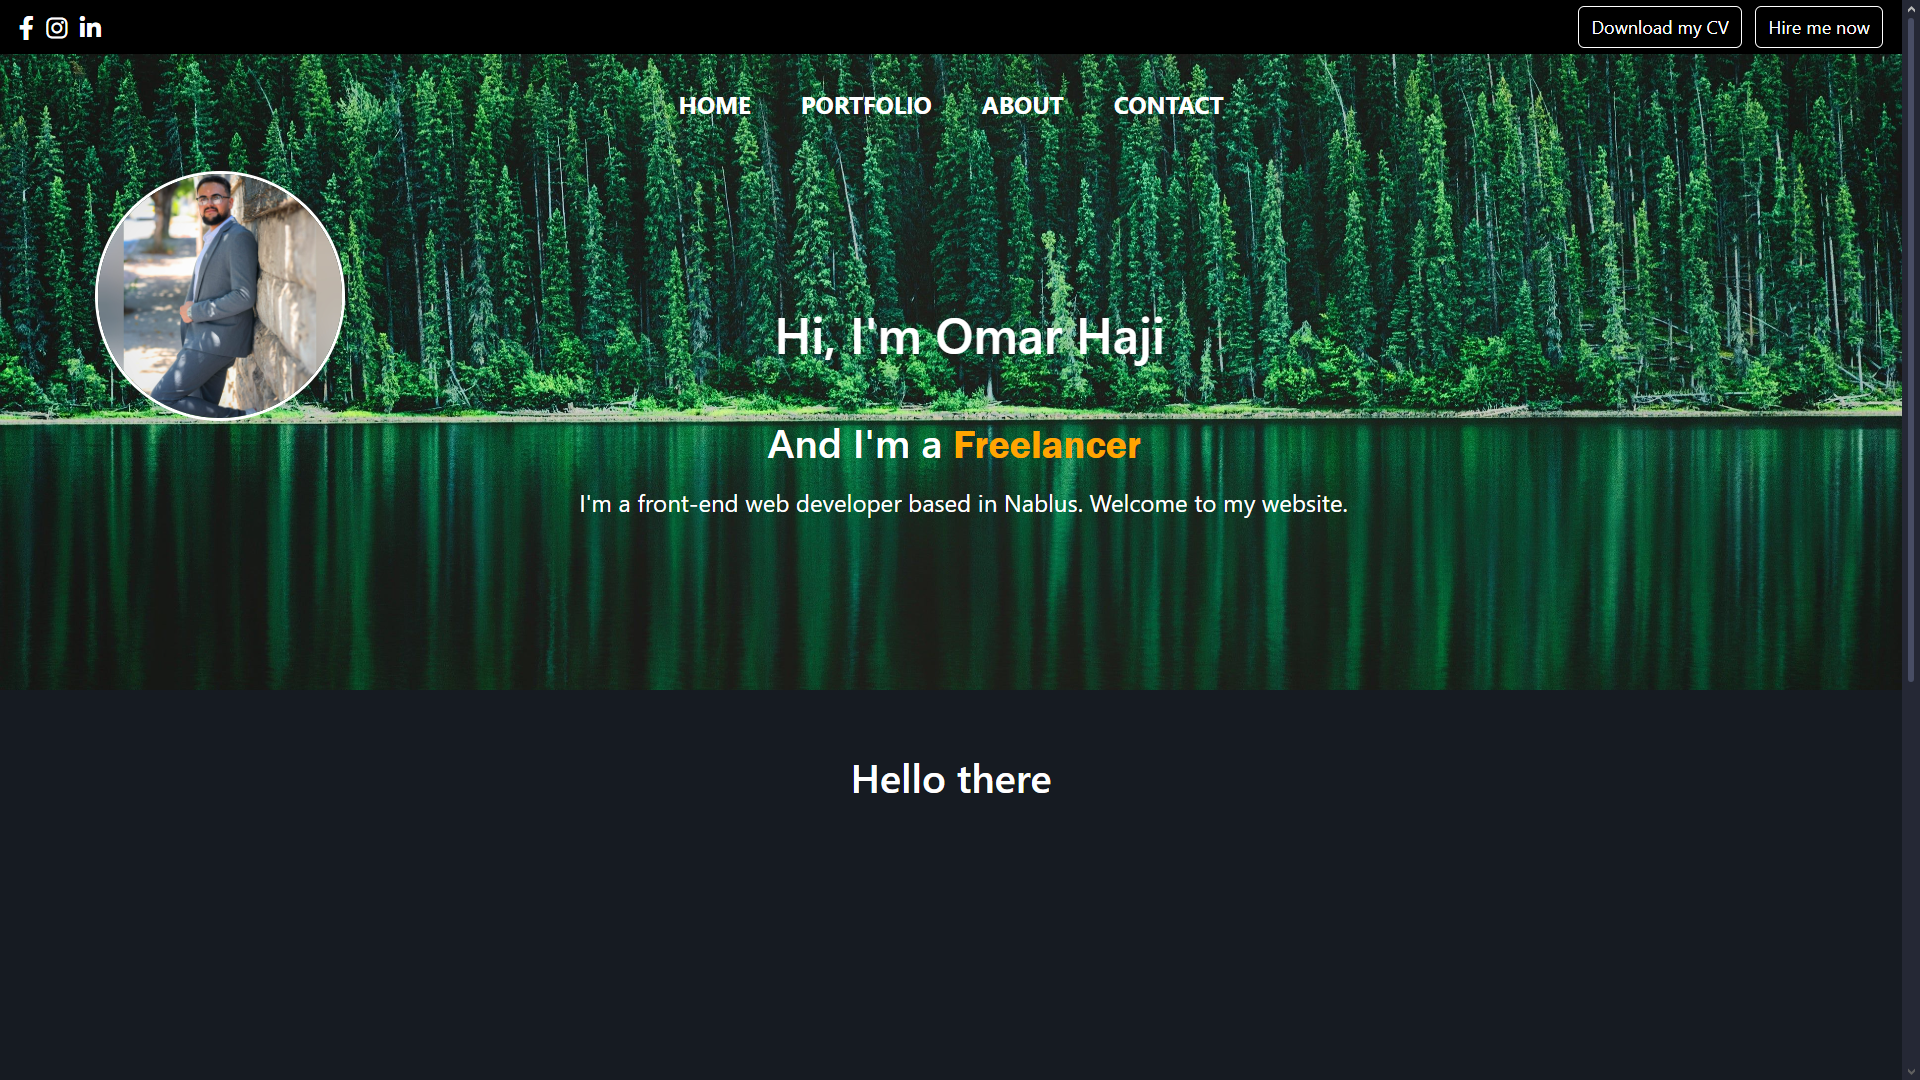 Download my CV
Hire me now
HOME PORTFOLIO ABOUT CONTACT
Hi, I'm Omar Haji
And I'm a Freelancer
I'm a front-end web developer based in Nablus. Welcome to my website.
Hello there